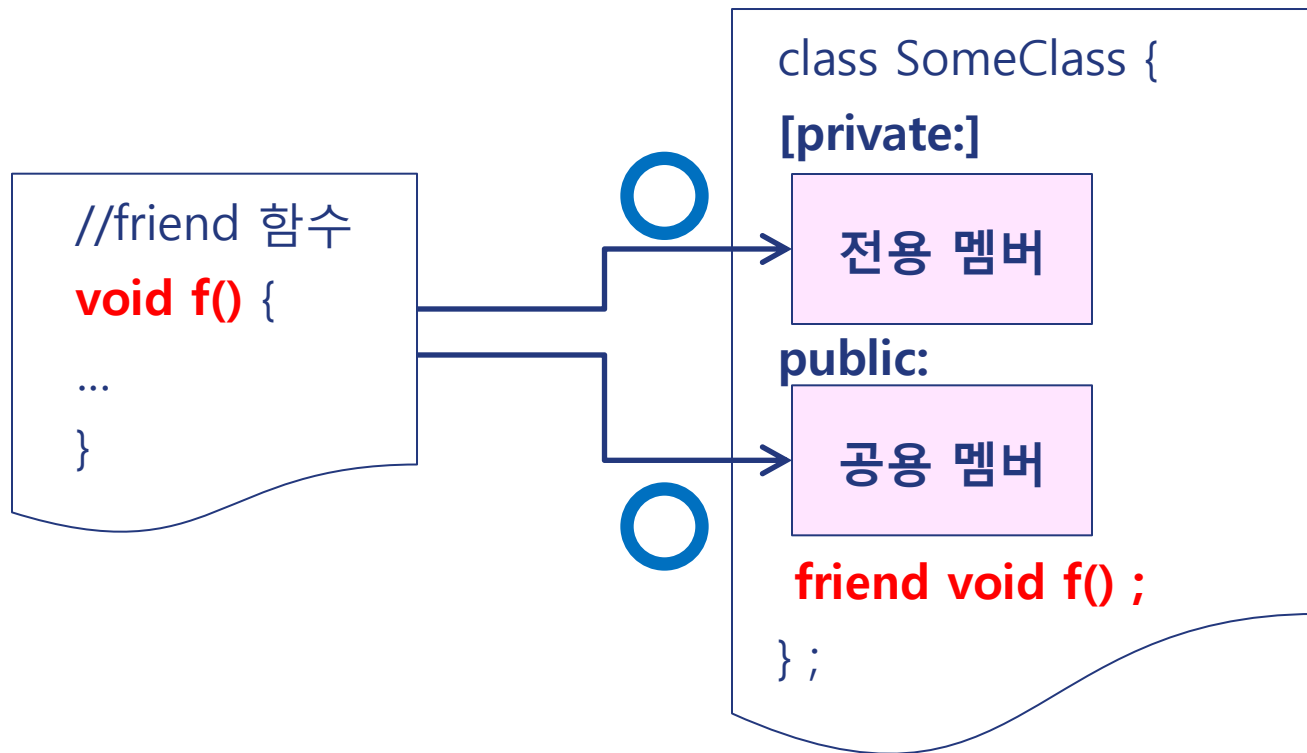 //friend 함수
void f() {
...
}
class SomeClass {
[private:]
전용 멤버
public:
공용 멤버
friend void f() ;
} ;